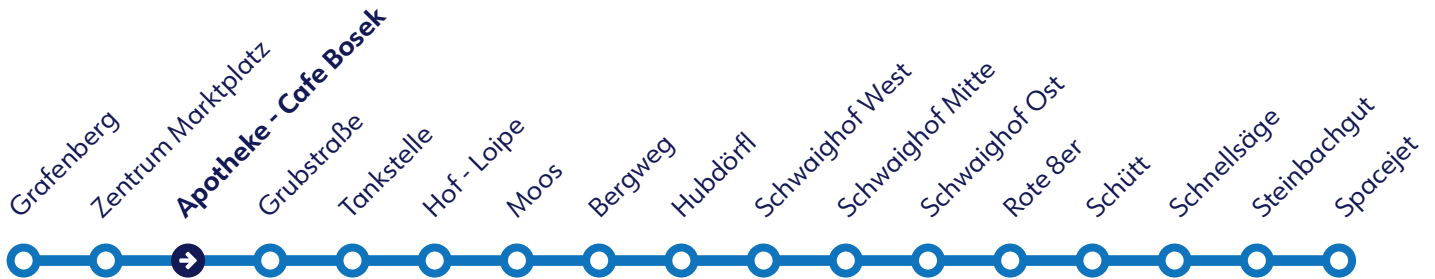 Grafenberg
Zentrum Marktplatz
Apotheke - Cafe Bosek
Grubstraße
Tankstelle
Hof - Loipe
Moos
Bergweg
Hubdörfl
Schwaighof West
Schwaighof Mitte
Schwaighof Ost
Rote 8er
Schütt
Schnellsäge
Steinbachgut
Spacejet